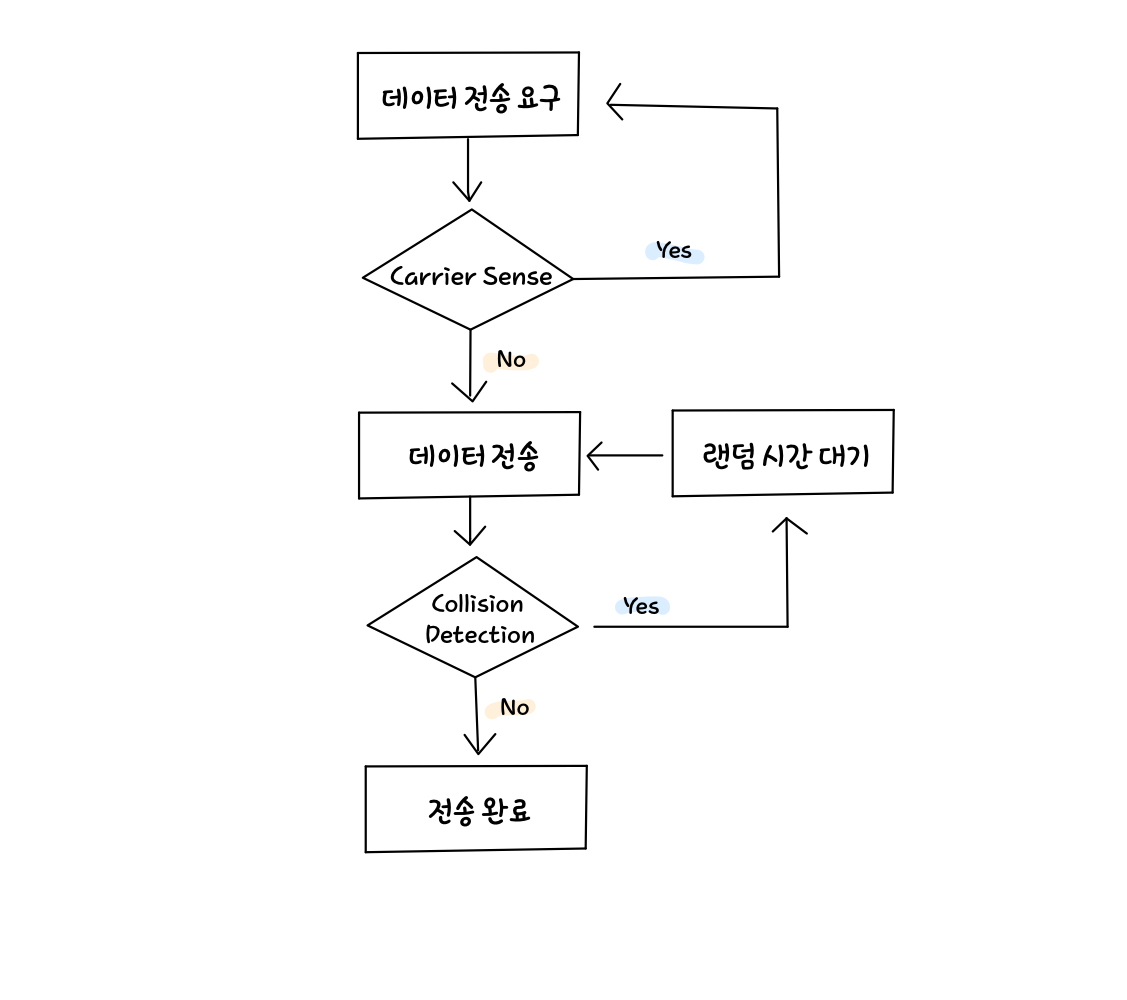 데이터 전송 요구
Carrier Sense
Yes
No
데이터 전송
랜덤 시간 대기
Collision
Detection
Yes
No
전송 완료